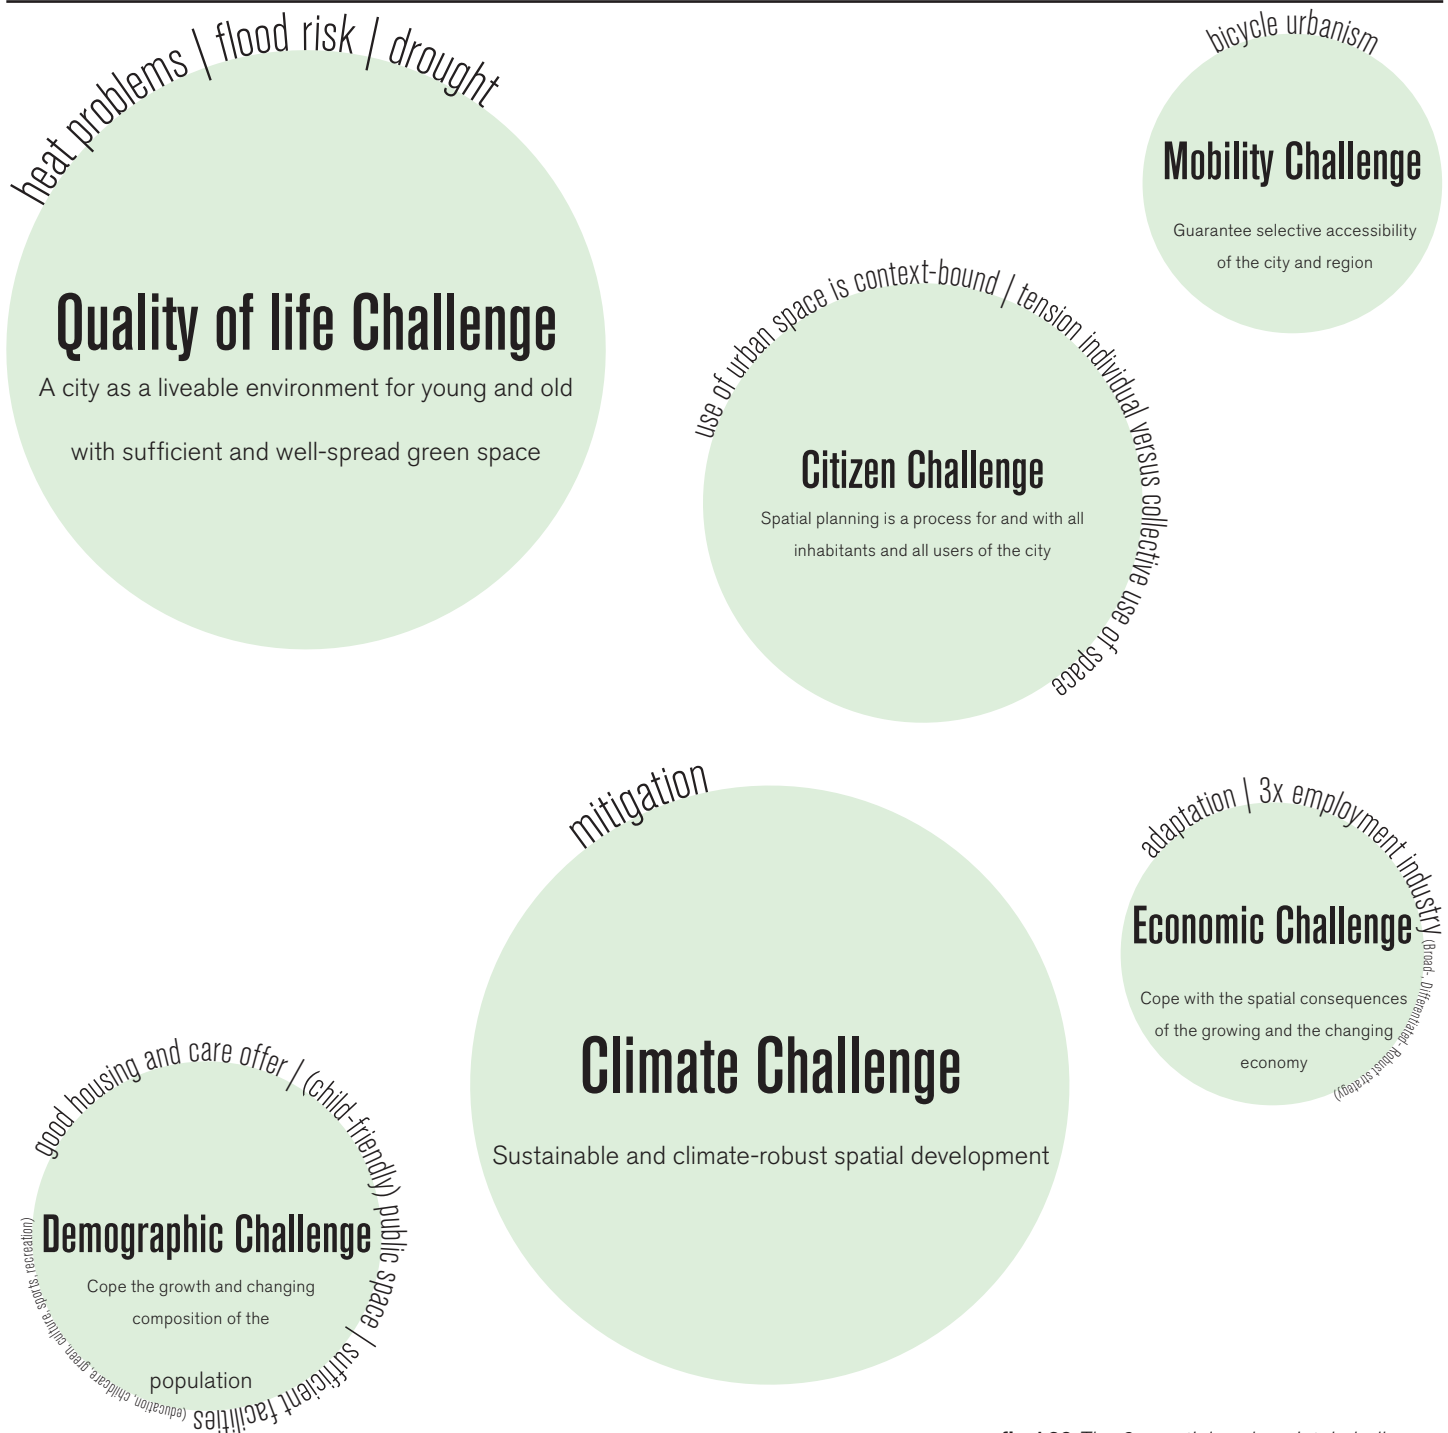 heat problems | flood risk | drought
Quality of life Challenge
A city as a liveable environment for young and old
with sufficient and well-spread green space
bicycle urbanism
Mobility Challenge
Guarantee selective accessibility
of the city and region
use of urban space is context-bound | tension individual versus collective use of space
Citizen Challenge
Spatial planning is a process for and with all
inhabitants and all users of the city
mitigation
Climate Challenge
Sustainable and climate-robust spatial development
adaptation | 3x employment industry (Broad-, Differentiated- Robust strategy)
Economic Challenge
Cope with the spatial consequences
of the growing and the changing
economy
good housing and care offer | (child-friendly) public space | sufficient facilities (education, childcare, green, culture, sports, recreation)
Demographic Challenge
Cope the growth and changing
composition of the
population